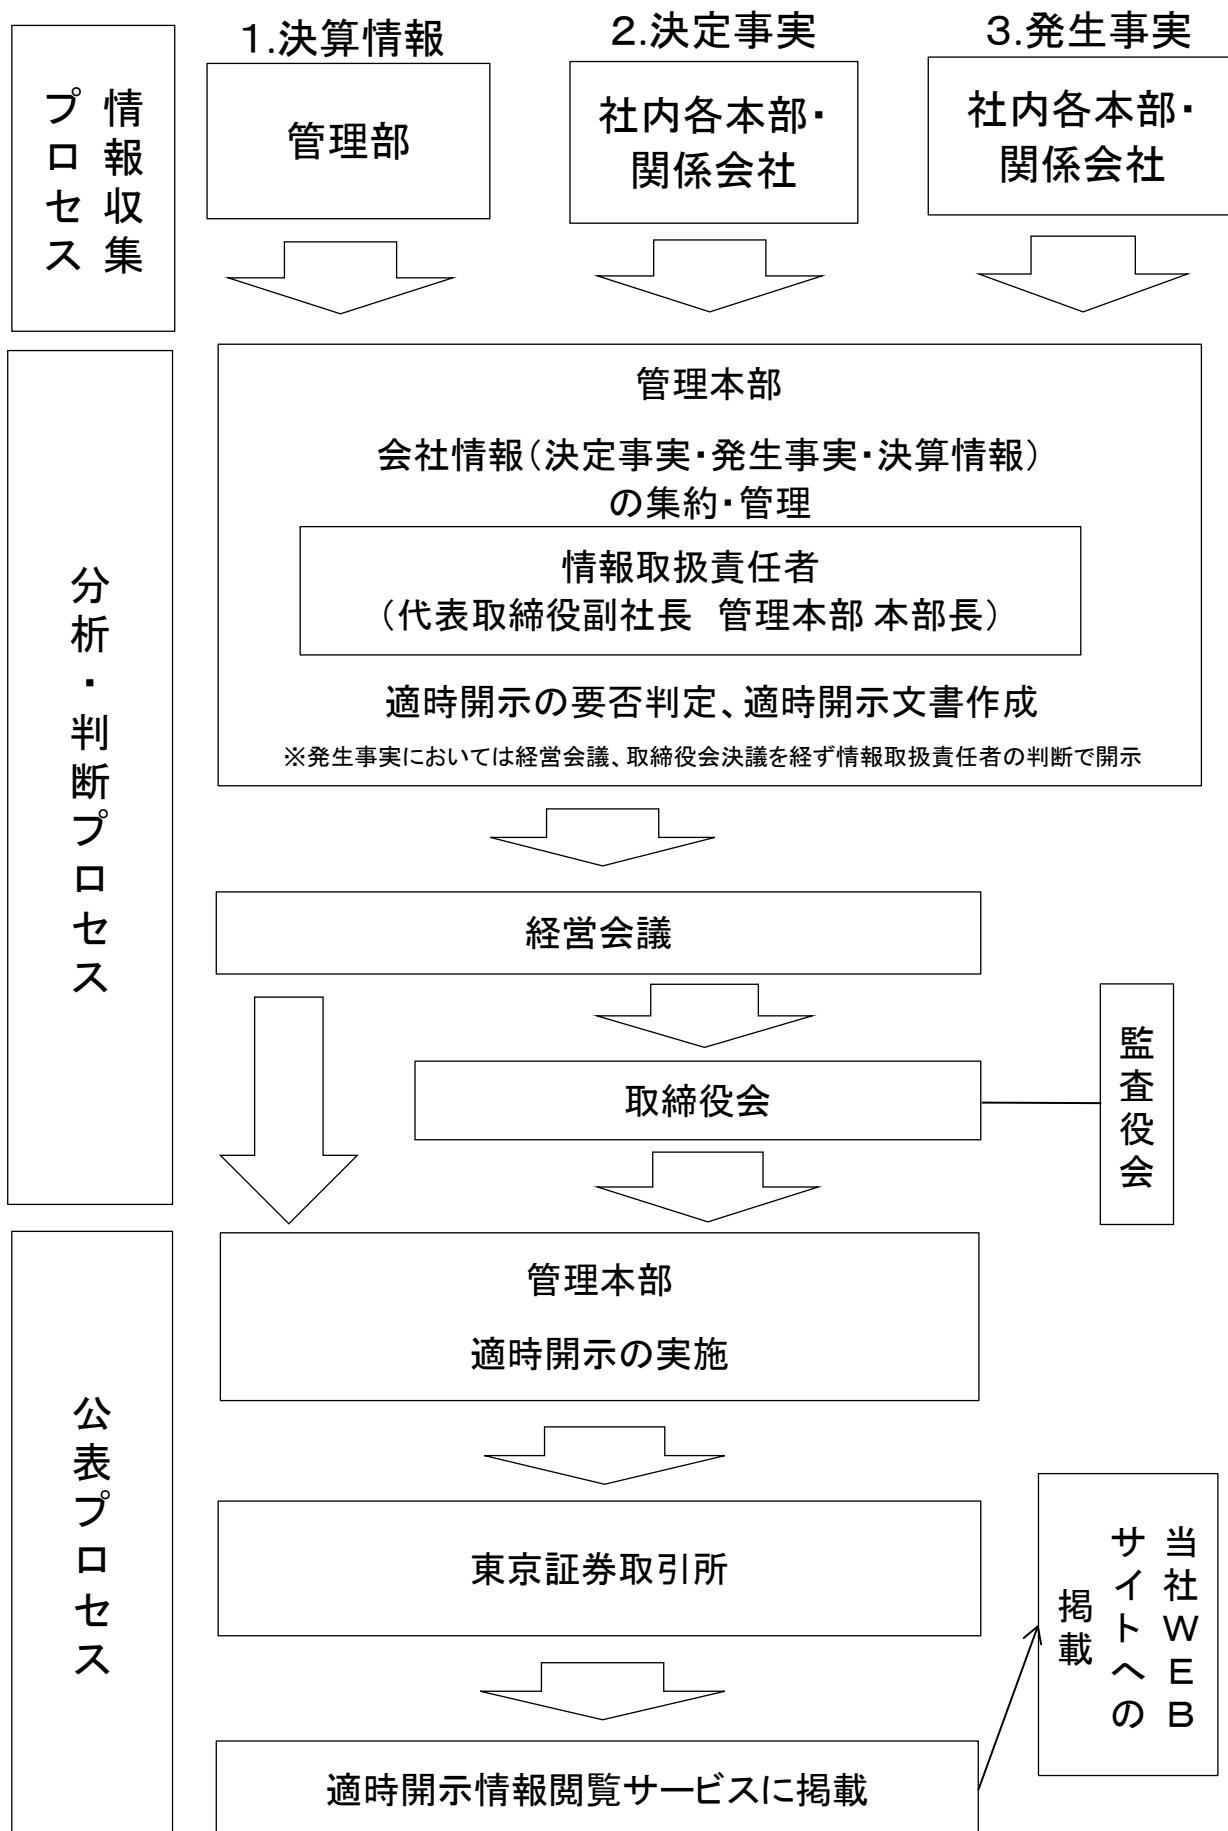 1.決算情報
2.決定事実
3.発生事実
情報収集
プロセス
管理部
社内各本部・
関係会社
社内各本部・
関係会社
分析・判断プロセス
管理本部
会社情報(決定事実・発生事実・決算情報)
の集約・管理
情報取扱責任者
(代表取締役副社長 管理本部 本部長)
適時開示の要否判定、適時開示文書作成
※発生事実においては経営会議、取締役会決議を経ず情報取扱責任者の判断で開示
経営会議
取締役会
監査役会
公表プロセス
管理本部
適時開示の実施
東京証券取引所
当社WEB
サイトへの
掲載
適時開示情報閲覧サービスに掲載